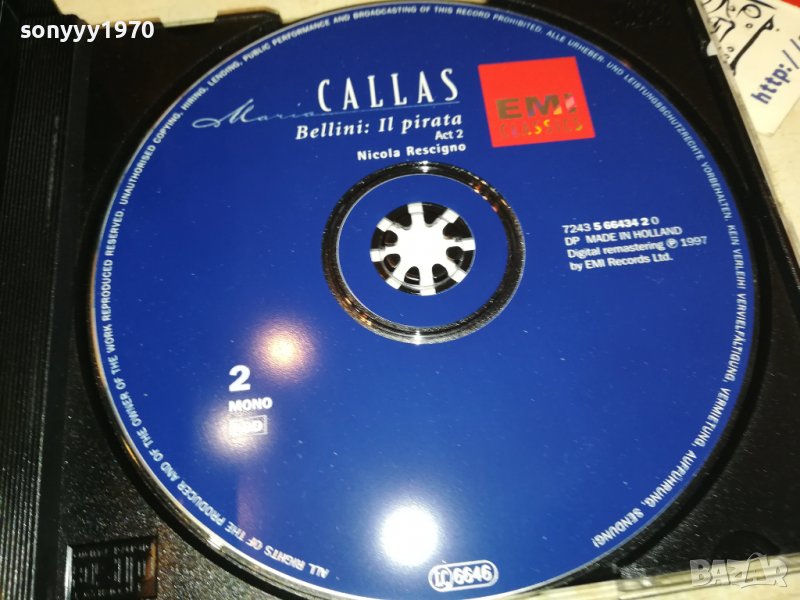 sonyyy1970
UNAUTHORISED COPYING, HIRING, LENDING, PUBLIC PERFORMANCE AND BROADCASTING OF THIS RECORD PROHIBITED. ALLE URHEBER- UND LEISTUNGSSCHUTZRECHTE VORBEHALTEN. KEIN VERLEIH! VERVIELFÄLTIGUNG, VERMIETUNG, AUFFÜHRUNG, SENDUNG!
Maria CALLAS
Bellini: Il pirata
Act 2
Nicola Rescigno
EMI
CLASSICS
7243 5 66434 2 0
DP MADE IN HOLLAND
Digital remastering ℗ 1997
by EMI Records Ltd.
2
MONO
ALL RIGHTS OF THE PRODUCER AND OF THE OWNER OF THE WORK REPRODUCED RESERVED.
LC 6646
http:/
BAZAR